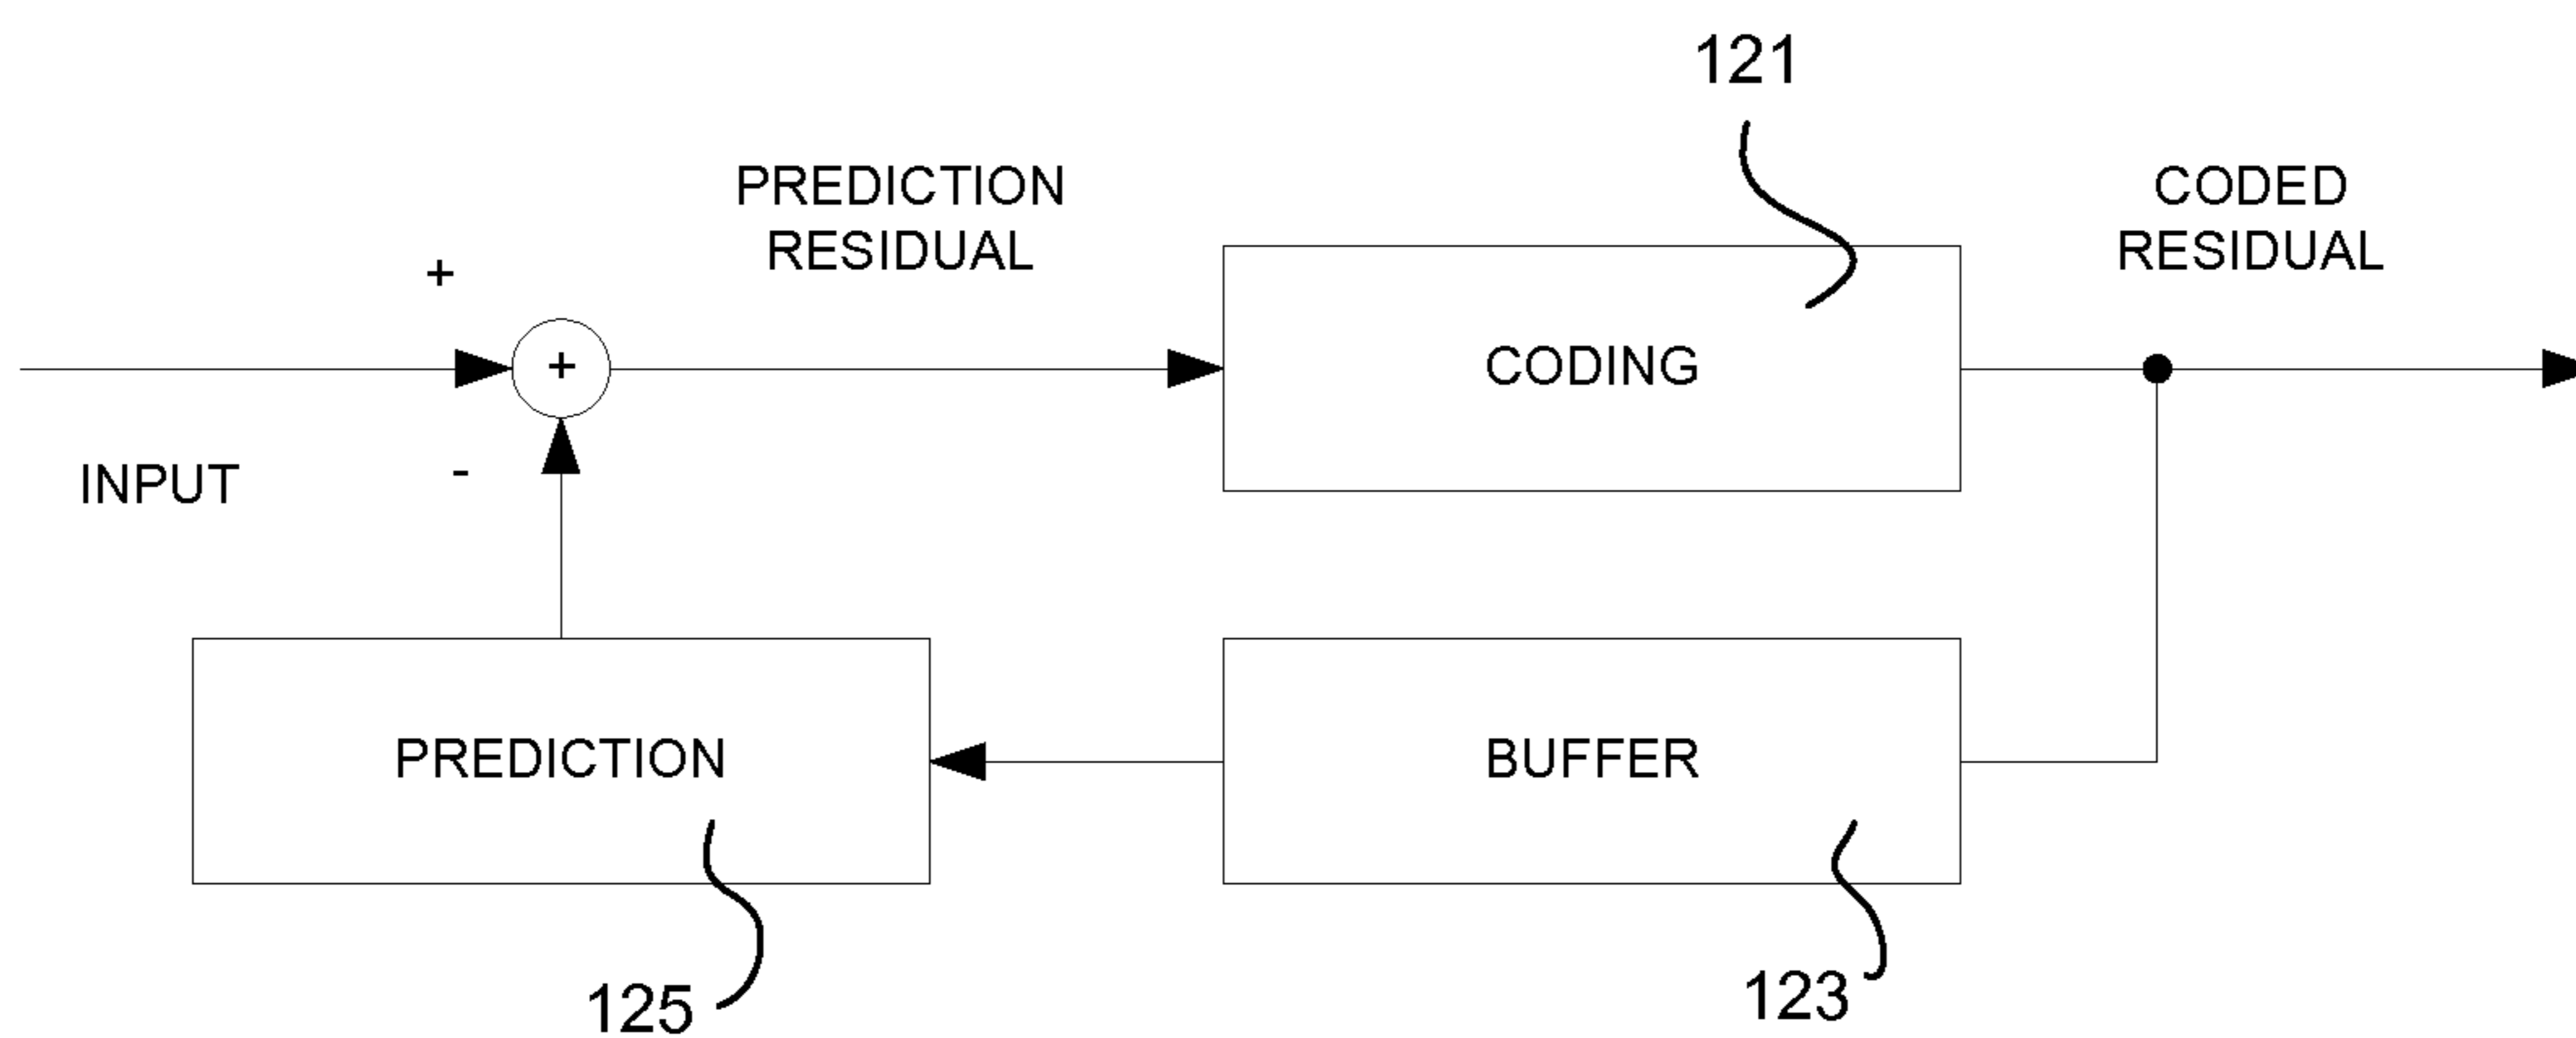 121
PREDICTION
RESIDUAL
CODED
RESIDUAL
+
+
CODING
INPUT
-
PREDICTION
BUFFER
125
123